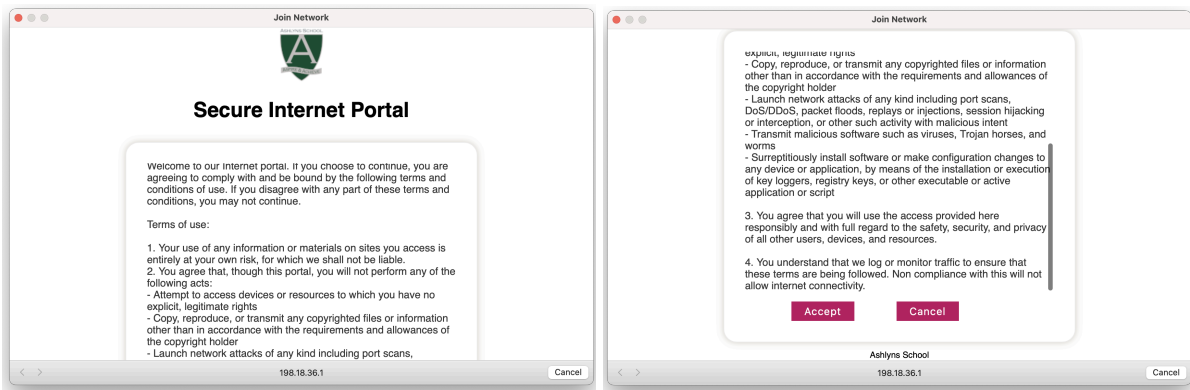 Join Network
ASHLYNS SCHOOL
Secure Internet Portal
Welcome to our Internet portal. If you choose to continue, you are
agreeing to comply with and be bound by the following terms and
conditions of use. If you disagree with any part of these terms and
conditions, you may not continue.
Terms of use:
1. Your use of any information or materials on sites you access is
entirely at your own risk, for which we shall not be liable.
2. You agree that, though this portal, you will not perform any of the
following acts:
- Attempt to access devices or resources to which you have no
explicit, legitimate rights
- Copy, reproduce, or transmit any copyrighted files or information
other than in accordance with the requirements and allowances of
the copyright holder
- Launch network attacks of any kind including port scans,
198.18.36.1
Cancel
Join Network
explicit, legitimate rights
- Copy, reproduce, or transmit any copyrighted files or information
other than in accordance with the requirements and allowances of
the copyright holder
- Launch network attacks of any kind including port scans,
DoS/DDoS, packet floods, replays or injections, session hijacking
or interception, or other such activity with malicious intent
- Transmit malicious software such as viruses, Trojan horses, and
worms
- Surreptitiously install software or make configuration changes to
any device or application, by means of the installation or execution
of key loggers, registry keys, or other executable or active
application or script
3. You agree that you will use the access provided here
responsibly and with full regard to the safety, security, and privacy
of all other users, devices, and resources.
4. You understand that we log or monitor traffic to ensure that
these terms are being followed. Non compliance with this will not
allow internet connectivity.
Accept Cancel
Ashlyns School
198.18.36.1
Cancel